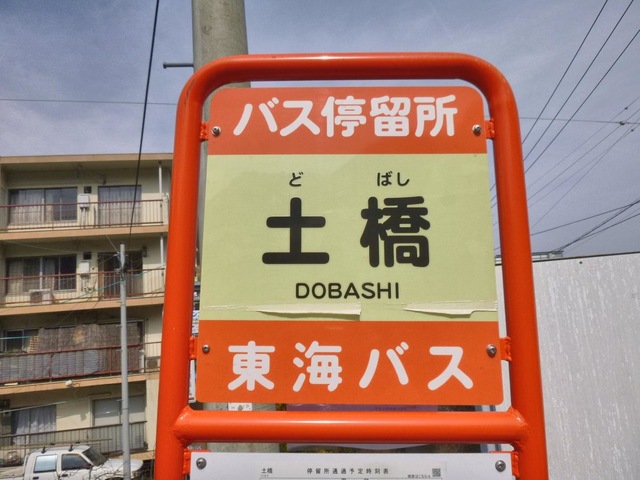 バス停留所
ど ばし
土橋
DOBASHI
東海バス
土橋 停留所通過予定時刻表